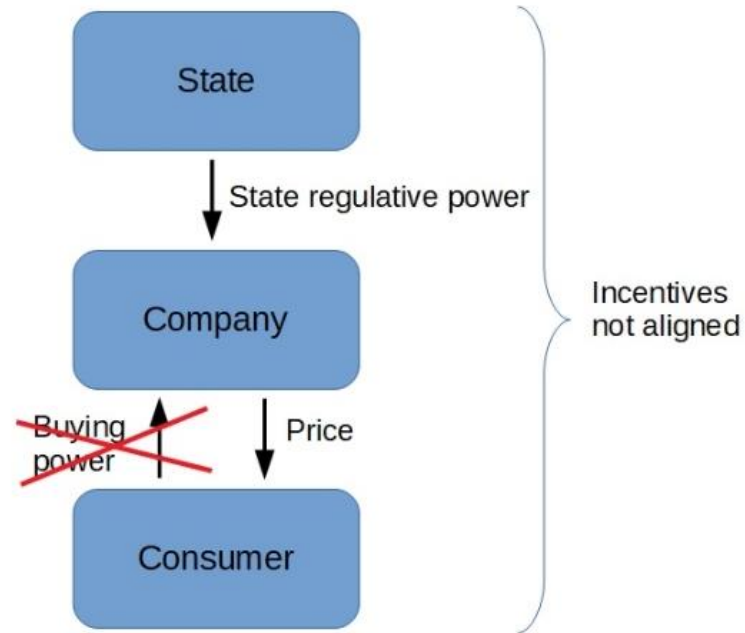 State
State regulative power
Company
Incentives
not aligned
Buying
power
Price
Consumer